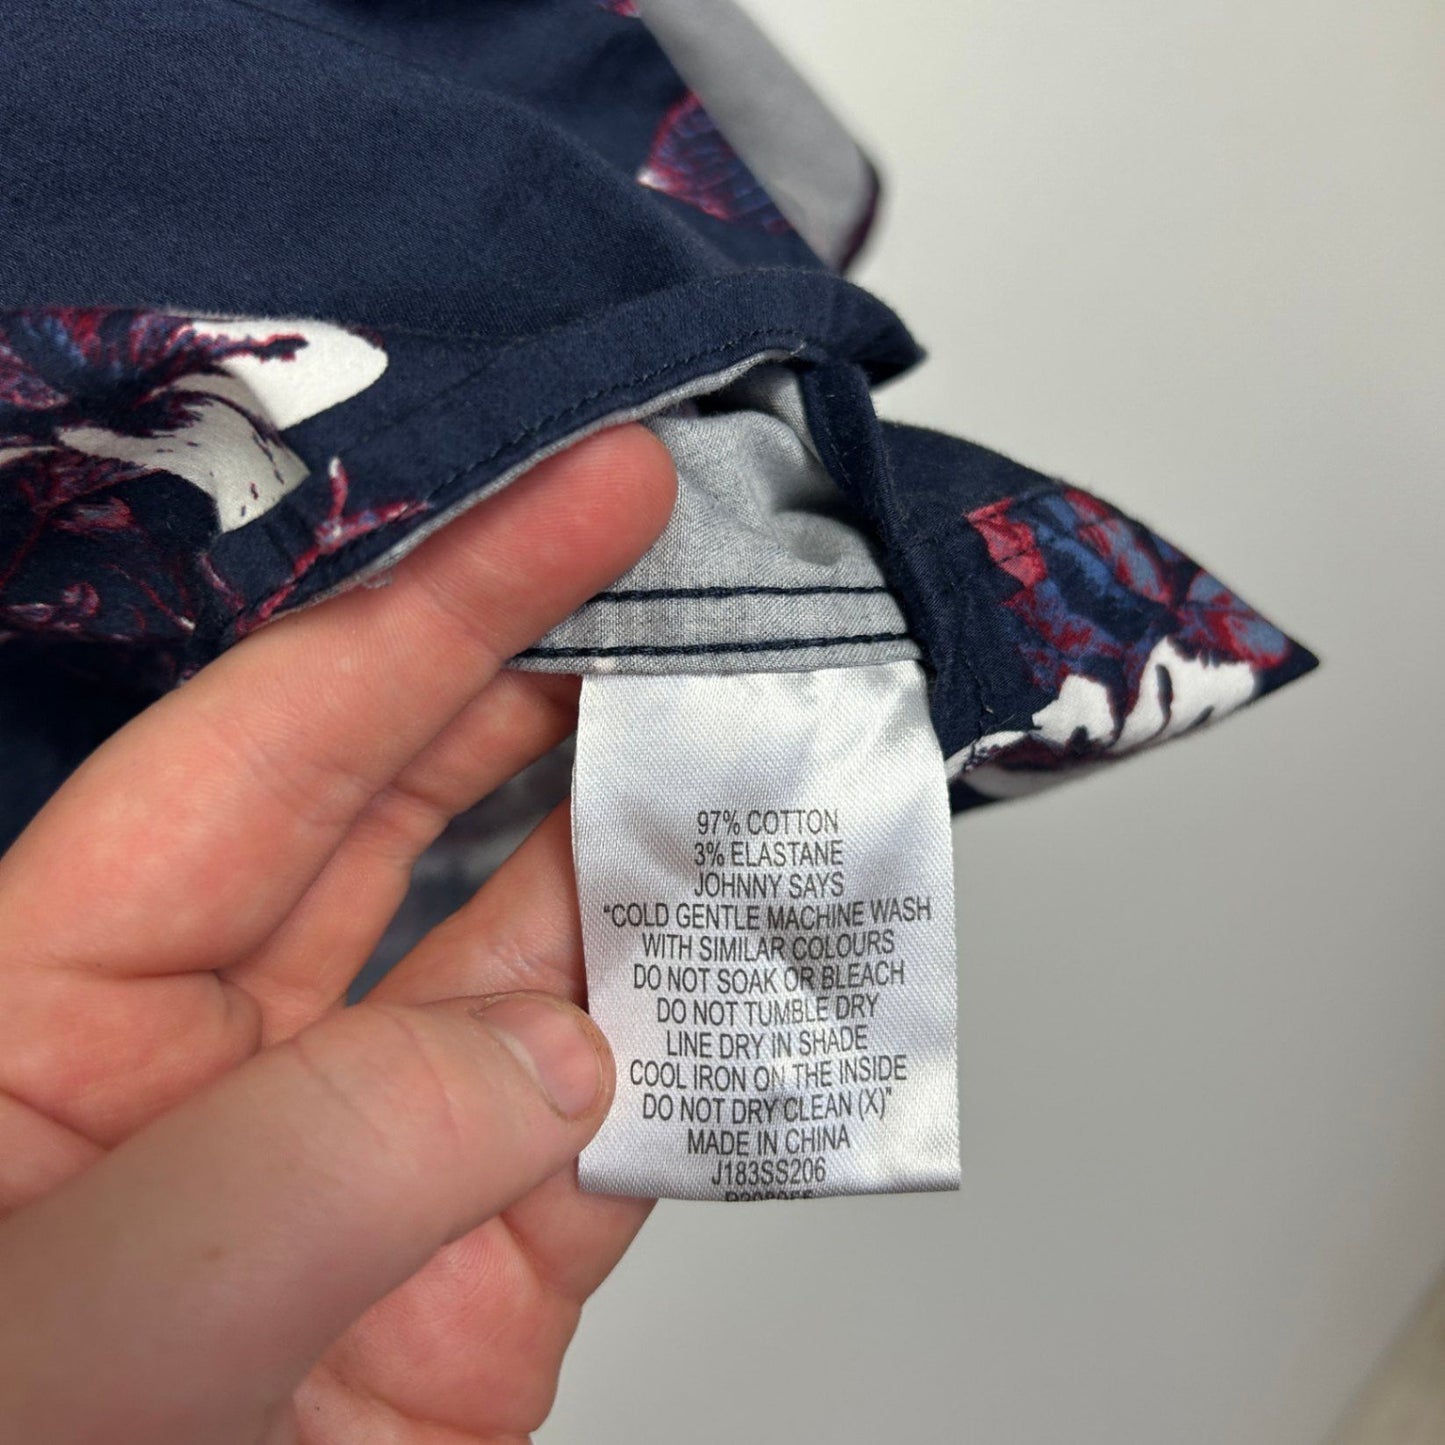 97% COTTON
3% ELASTANE
JOHNNY SAYS
"COLD GENTLE MACHINE WASH
WITH SIMILAR COLOURS
DO NOT SOAK OR BLEACH
DO NOT TUMBLE DRY
LINE DRY IN SHADE
COOL IRON ON THE INSIDE
DO NOT DRY CLEAN (X)"
MADE IN CHINA
J183SS206